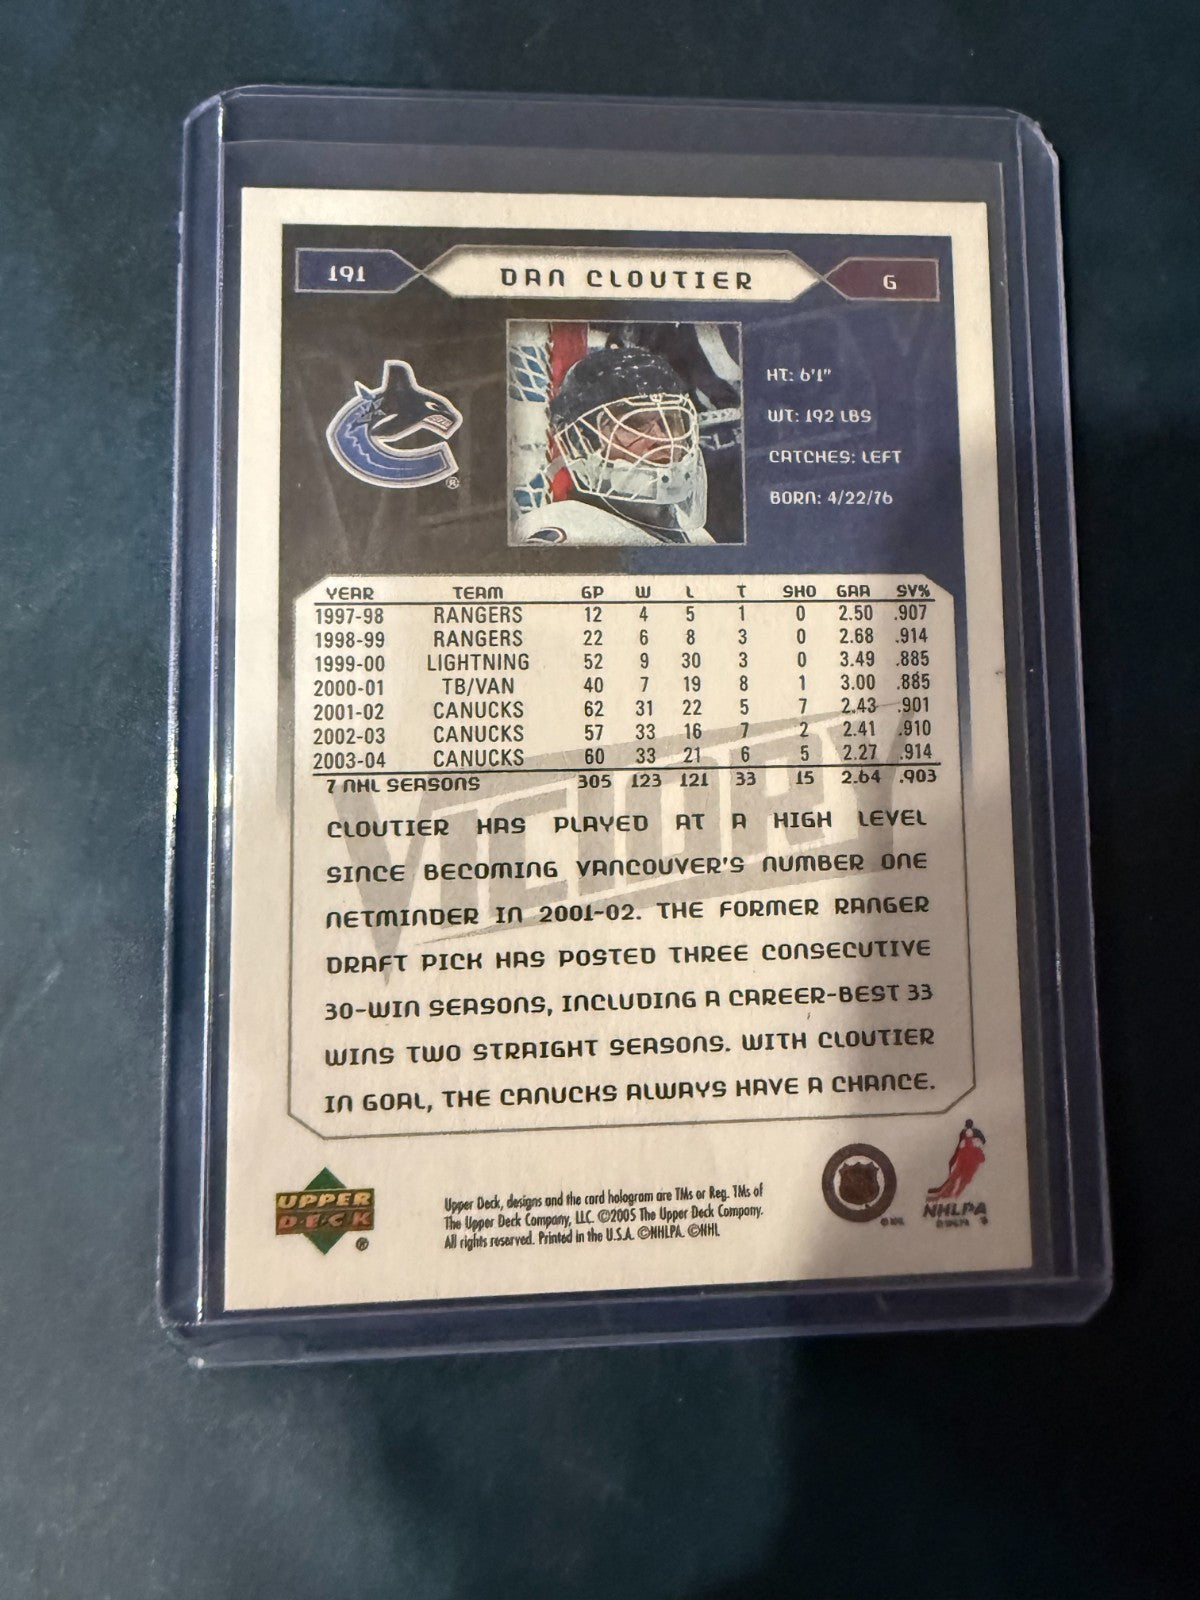 191
DAN CLOUTIER
G
HT: 6'1"
WT: 192 LBS
CATCHES: LEFT
BORN: 4/22/76
®
YEAR TEAM GP W L T SHO GAA SV%
1997-98 RANGERS 12 4 5 1 0 2.50 .907
1998-99 RANGERS 22 6 8 3 0 2.68 .914
1999-00 LIGHTNING 52 9 30 3 0 3.49 .885
2000-01 TB/VAN 40 7 19 8 1 3.00 .885
2001-02 CANUCKS 62 31 22 5 7 2.43 .901
2002-03 CANUCKS 57 33 16 7 2 2.41 .910
2003-04 CANUCKS 60 33 21 6 5 2.27 .914
7 NHL SEASONS 305 123 121 33 15 2.64 .903
VICTORY
CLOUTIER HAS PLAYED AT A HIGH LEVEL
SINCE BECOMING VANCOUVER'S NUMBER ONE
NETMINDER IN 2001-02. THE FORMER RANGER
DRAFT PICK HAS POSTED THREE CONSECUTIVE
30-WIN SEASONS, INCLUDING A CAREER-BEST 33
WINS TWO STRAIGHT SEASONS. WITH CLOUTIER
IN GOAL, THE CANUCKS ALWAYS HAVE A CHANCE.
UPPER
DECK
®
Upper Deck, designs and the card hologram are TMs or Reg. TMs of
The Upper Deck Company, LLC. ©2005 The Upper Deck Company.
All rights reserved. Printed in the U.S.A. ©NHLPA. ©NHL
NHLPA